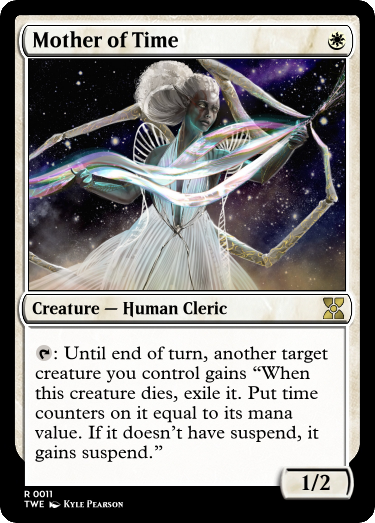 Mother of Time
Creature — Human Cleric
: Until end of turn, another target
creature you control gains “When
this creature dies, exile it. Put time
counters on it equal to its mana
value. If it doesn’t have suspend, it
gains suspend.”
1/2
R 0011
TWE Kyle Pearson